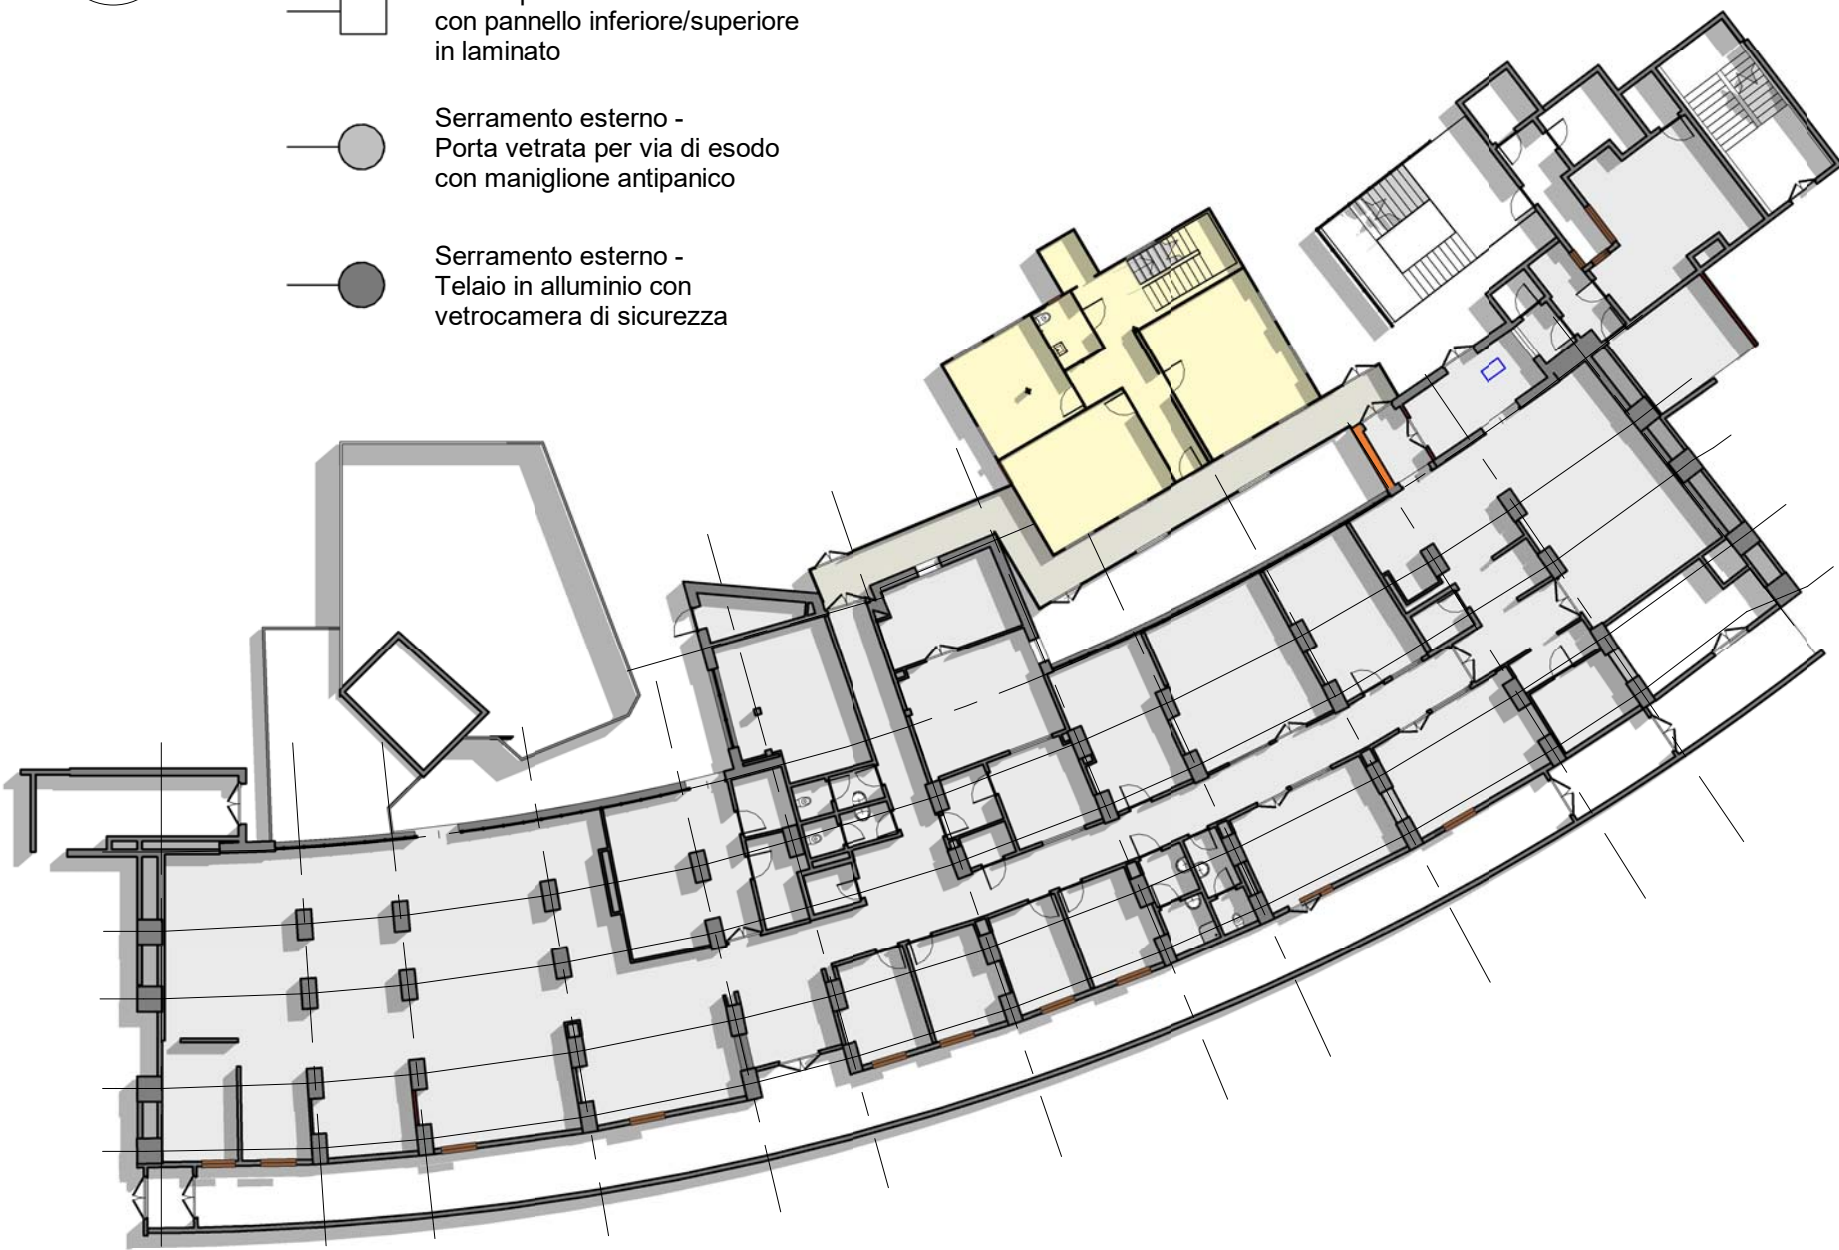 con pannello inferiore/superiore
in laminato
Serramento esterno -
Porta vetrata per via di esodo
con maniglione antipanico
Serramento esterno -
Telaio in alluminio con
vetrocamera di sicurezza